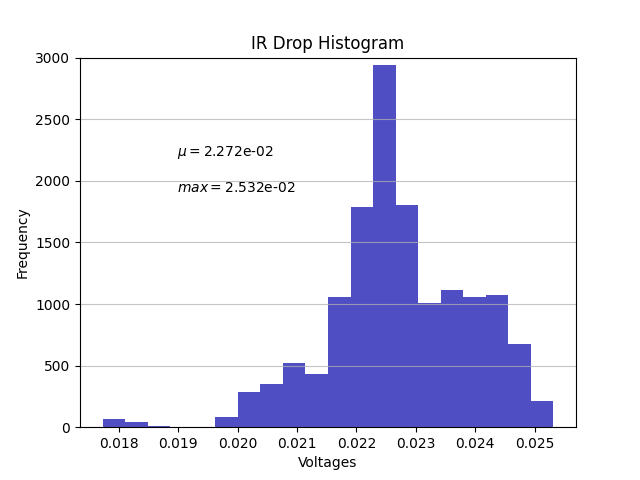 IR Drop Histogram
3000
2500
2000
1500
1000
500
0
Frequency
μ = 2.272e-02
max = 2.532e-02
0.018 0.019 0.020 0.021 0.022 0.023 0.024 0.025
Voltages